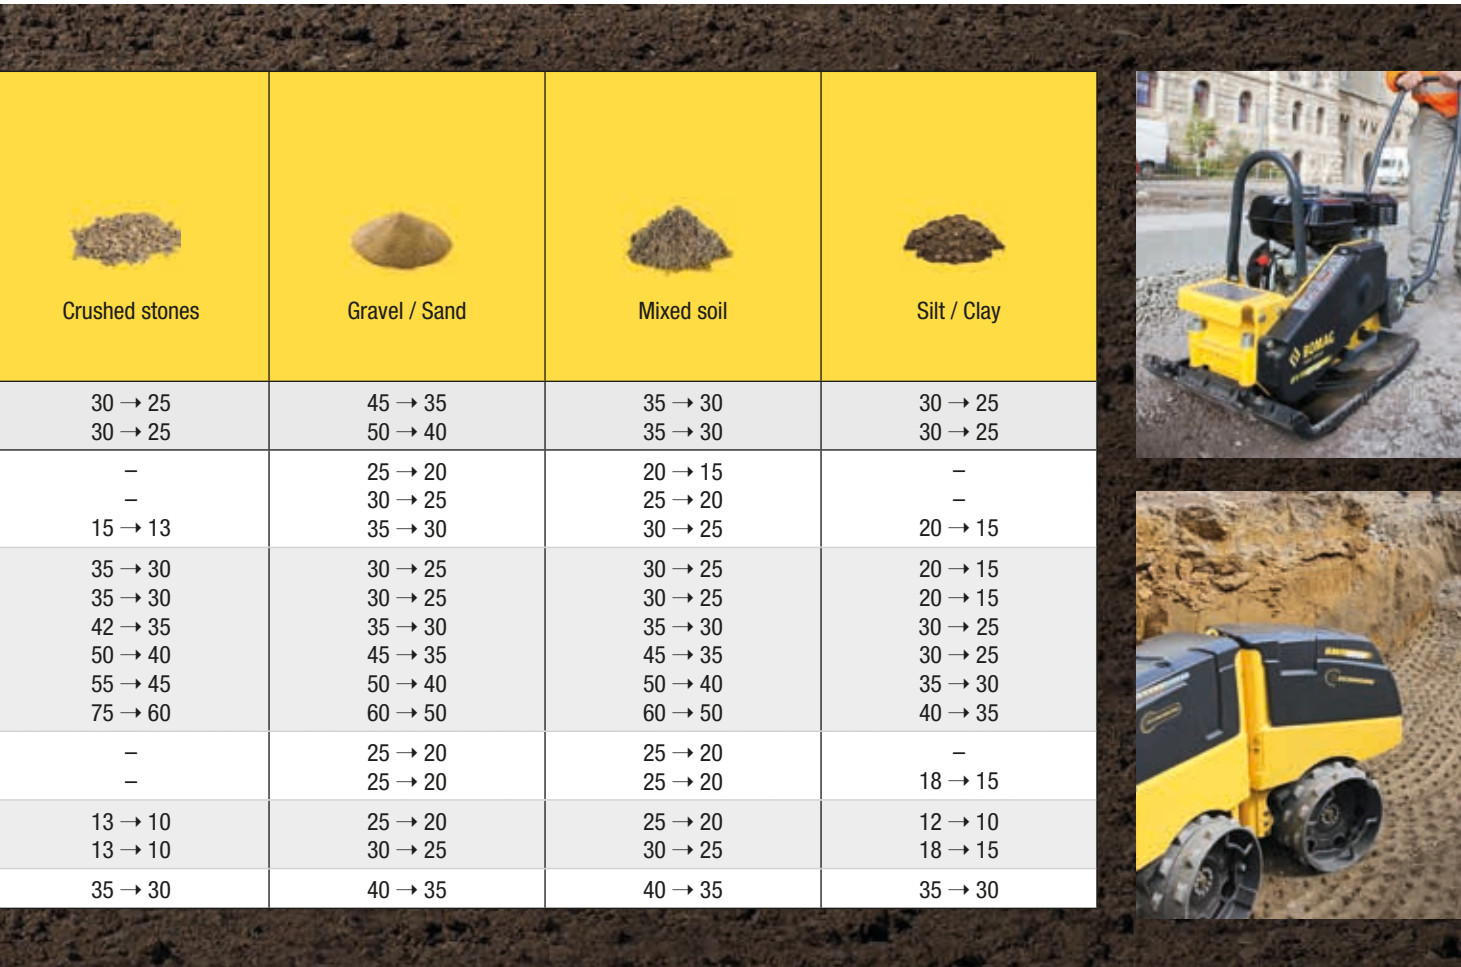 Crushed stones Gravel / Sand Mixed soil Silt / Clay
30 → 25 45 → 35 35 → 30 30 → 25
30 → 25 50 → 40 35 → 30 30 → 25
– 25 → 20 20 → 15 –
– 30 → 25 25 → 20 –
15 → 13 35 → 30 30 → 25 20 → 15
35 → 30 30 → 25 30 → 25 20 → 15
35 → 30 30 → 25 30 → 25 20 → 15
42 → 35 35 → 30 35 → 30 30 → 25
50 → 40 45 → 35 45 → 35 30 → 25
55 → 45 50 → 40 50 → 40 35 → 30
75 → 60 60 → 50 60 → 50 40 → 35
– 25 → 20 25 → 20 –
– 25 → 20 25 → 20 18 → 15
13 → 10 25 → 20 25 → 20 12 → 10
13 → 10 30 → 25 30 → 25 18 → 15
35 → 30 40 → 35 40 → 35 35 → 30
BOMAG